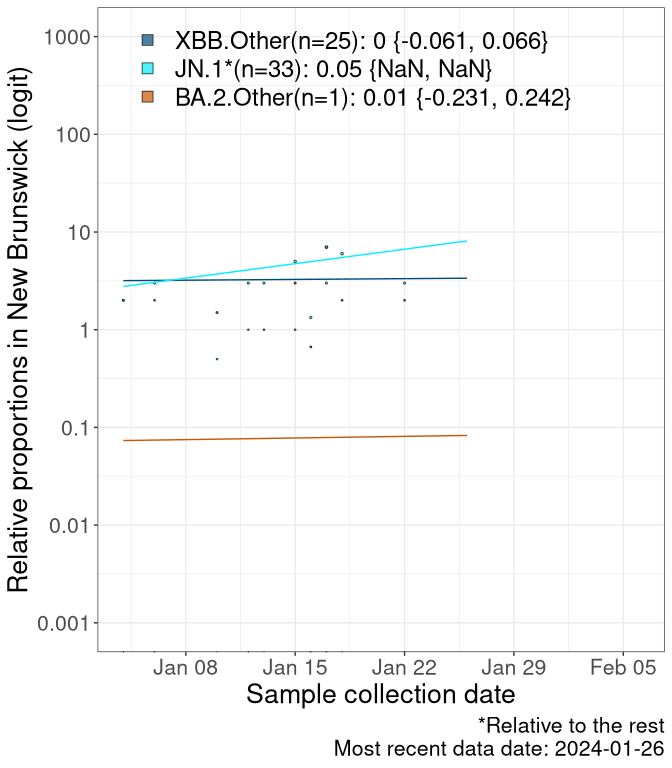 XBB.Other(n=25): 0 {-0.061, 0.066}
JN.1*(n=33): 0.05 {NaN, NaN}
BA.2.Other(n=1): 0.01 {-0.231, 0.242}
Relative proportions in New Brunswick (logit)
1000
100
10
1
0.1
0.01
0.001
Jan 08 Jan 15 Jan 22 Jan 29 Feb 05
Sample collection date
*Relative to the rest
Most recent data date: 2024-01-26